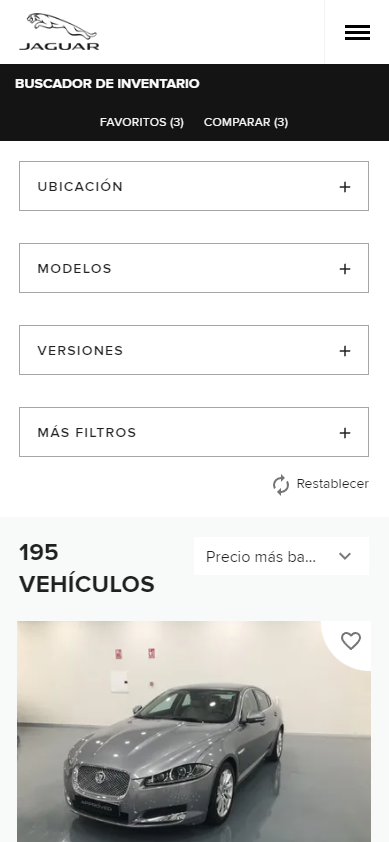 JAGUAR
BUSCADOR DE INVENTARIO
FAVORITOS (3) COMPARAR (3)
UBICACIÓN
MODELOS
VERSIONES
MÁS FILTROS
Restablecer
195
VEHÍCULOS
Precio más ba...
APPROVED